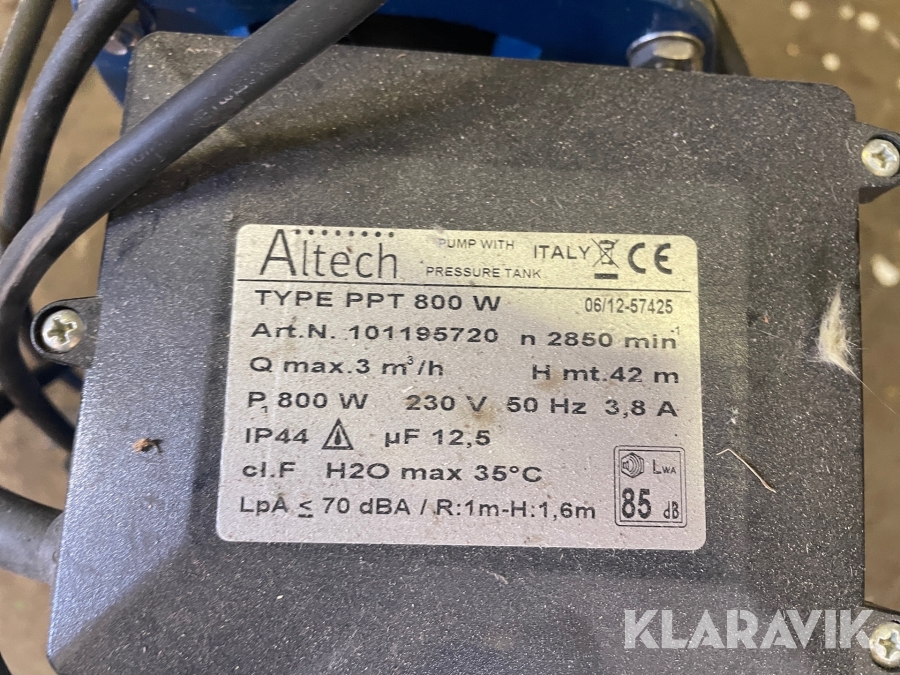 Altech PUMP WITH PRESSURE TANK ITALY CE
TYPE PPT 800 W 06/12-57425
Art.N. 101195720 n 2850 min⁻¹
Q max.3 m³/h H mt.42 m
P₁ 800 W 230 V 50 Hz 3,8 A
IP44 µF 12,5
cl.F H2O max 35°C
LWA
85 dB
LpA ≤ 70 dBA / R:1m-H:1,6m
KLARAVIK